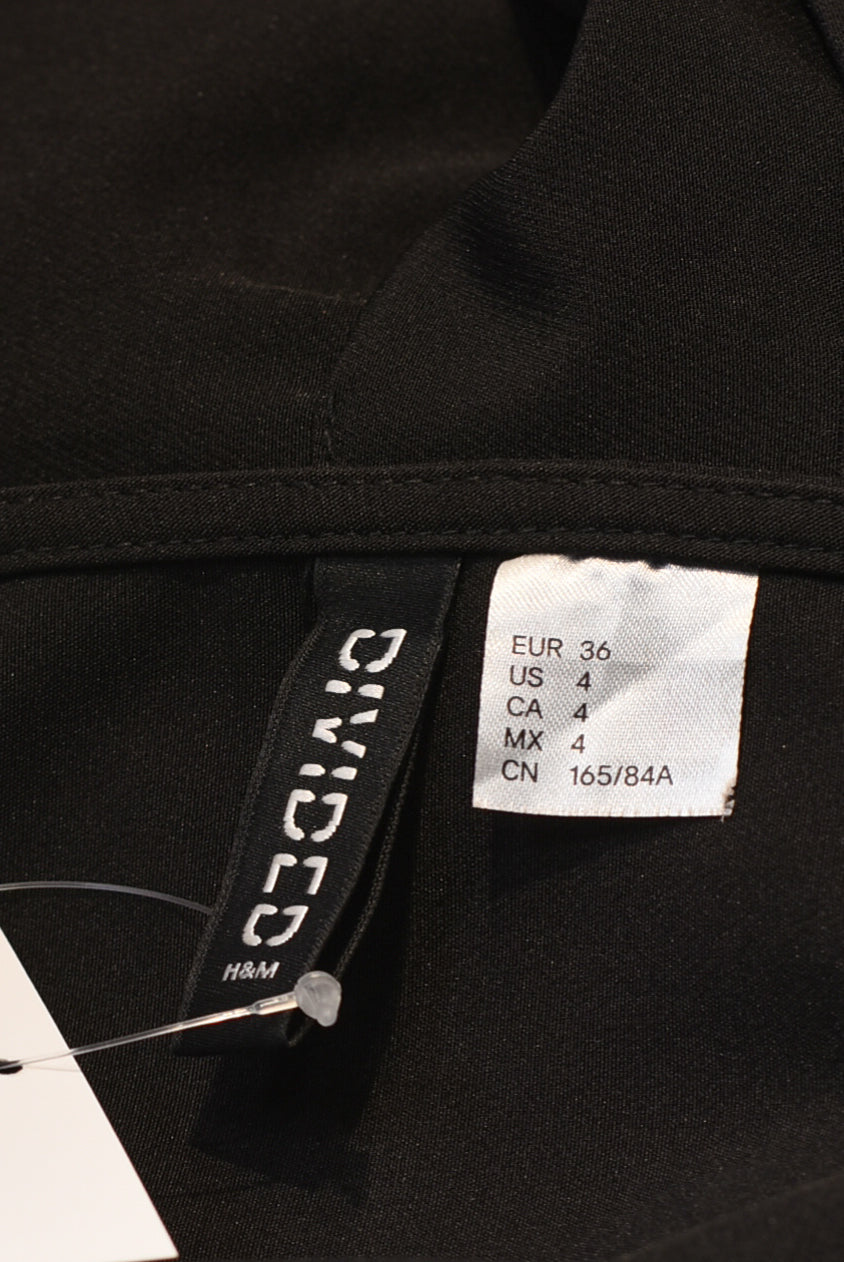 DIVIDED
H&M
EUR 36
US 4
CA 4
MX 4
CN 165/84A